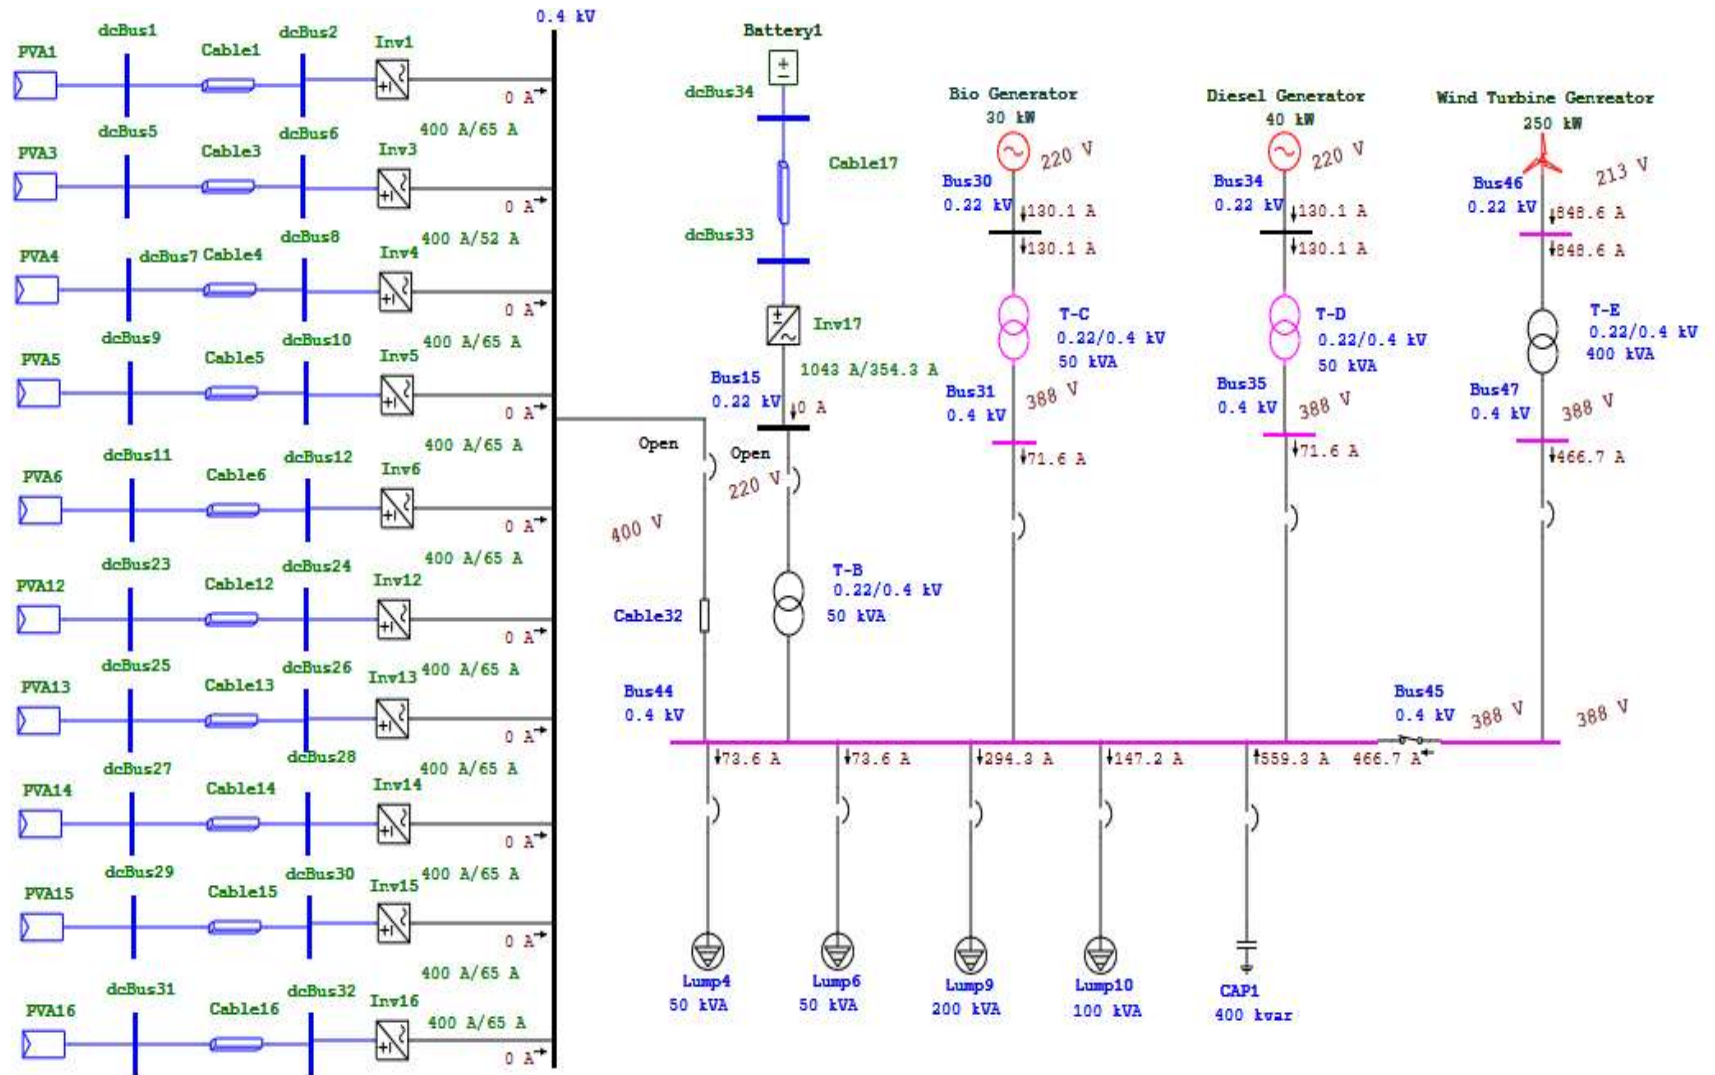 0.4 kV
PVA1
dcBus1
Cable1
dcBus2
Inv1
0 A
400 A/65 A
PVA3
dcBus5
Cable3
dcBus6
Inv3
0 A
400 A/52 A
PVA4
dcBus7
Cable4
dcBus8
Inv4
0 A
400 A/65 A
PVA5
dcBus9
Cable5
dcBus10
Inv5
0 A
400 A/65 A
PVA6
dcBus11
Cable6
dcBus12
Inv6
0 A
400 A/65 A
PVA12
dcBus23
Cable12
dcBus24
Inv12
0 A
400 A/65 A
PVA13
dcBus25
Cable13
dcBus26
Inv13
0 A
400 A/65 A
PVA14
dcBus27
Cable14
dcBus28
Inv14
0 A
400 A/65 A
PVA15
dcBus29
Cable15
dcBus30
Inv15
0 A
400 A/65 A
PVA16
dcBus31
Cable16
dcBus32
Inv16
400 A/65 A
0 A
Battery1
dcBus34
Cable17
dcBus33
Inv17
1043 A/354.3 A
Bus15
0.22 kV
0 A
Open
Open
220 V
400 V
T-B
0.22/0.4 kV
50 kVA
Cable32
Bus44
0.4 kV
Bio Generator
30 kW
220 V
Bus30
0.22 kV
130.1 A
130.1 A
T-C
0.22/0.4 kV
50 kVA
Bus31
0.4 kV
388 V
71.6 A
Diesel Generator
40 kW
220 V
Bus34
0.22 kV
130.1 A
130.1 A
T-D
0.22/0.4 kV
50 kVA
Bus35
0.4 kV
388 V
71.6 A
Wind Turbine Genreator
250 kW
213 V
Bus46
0.22 kV
848.6 A
848.6 A
T-E
0.22/0.4 kV
400 kVA
Bus47
0.4 kV
388 V
466.7 A
Bus45
0.4 kV
388 V
388 V
73.6 A
73.6 A
294.3 A
147.2 A
559.3 A
466.7 A
Lump4
50 kVA
Lump6
50 kVA
Lump9
200 kVA
Lump10
100 kVA
CAP1
400 kvar